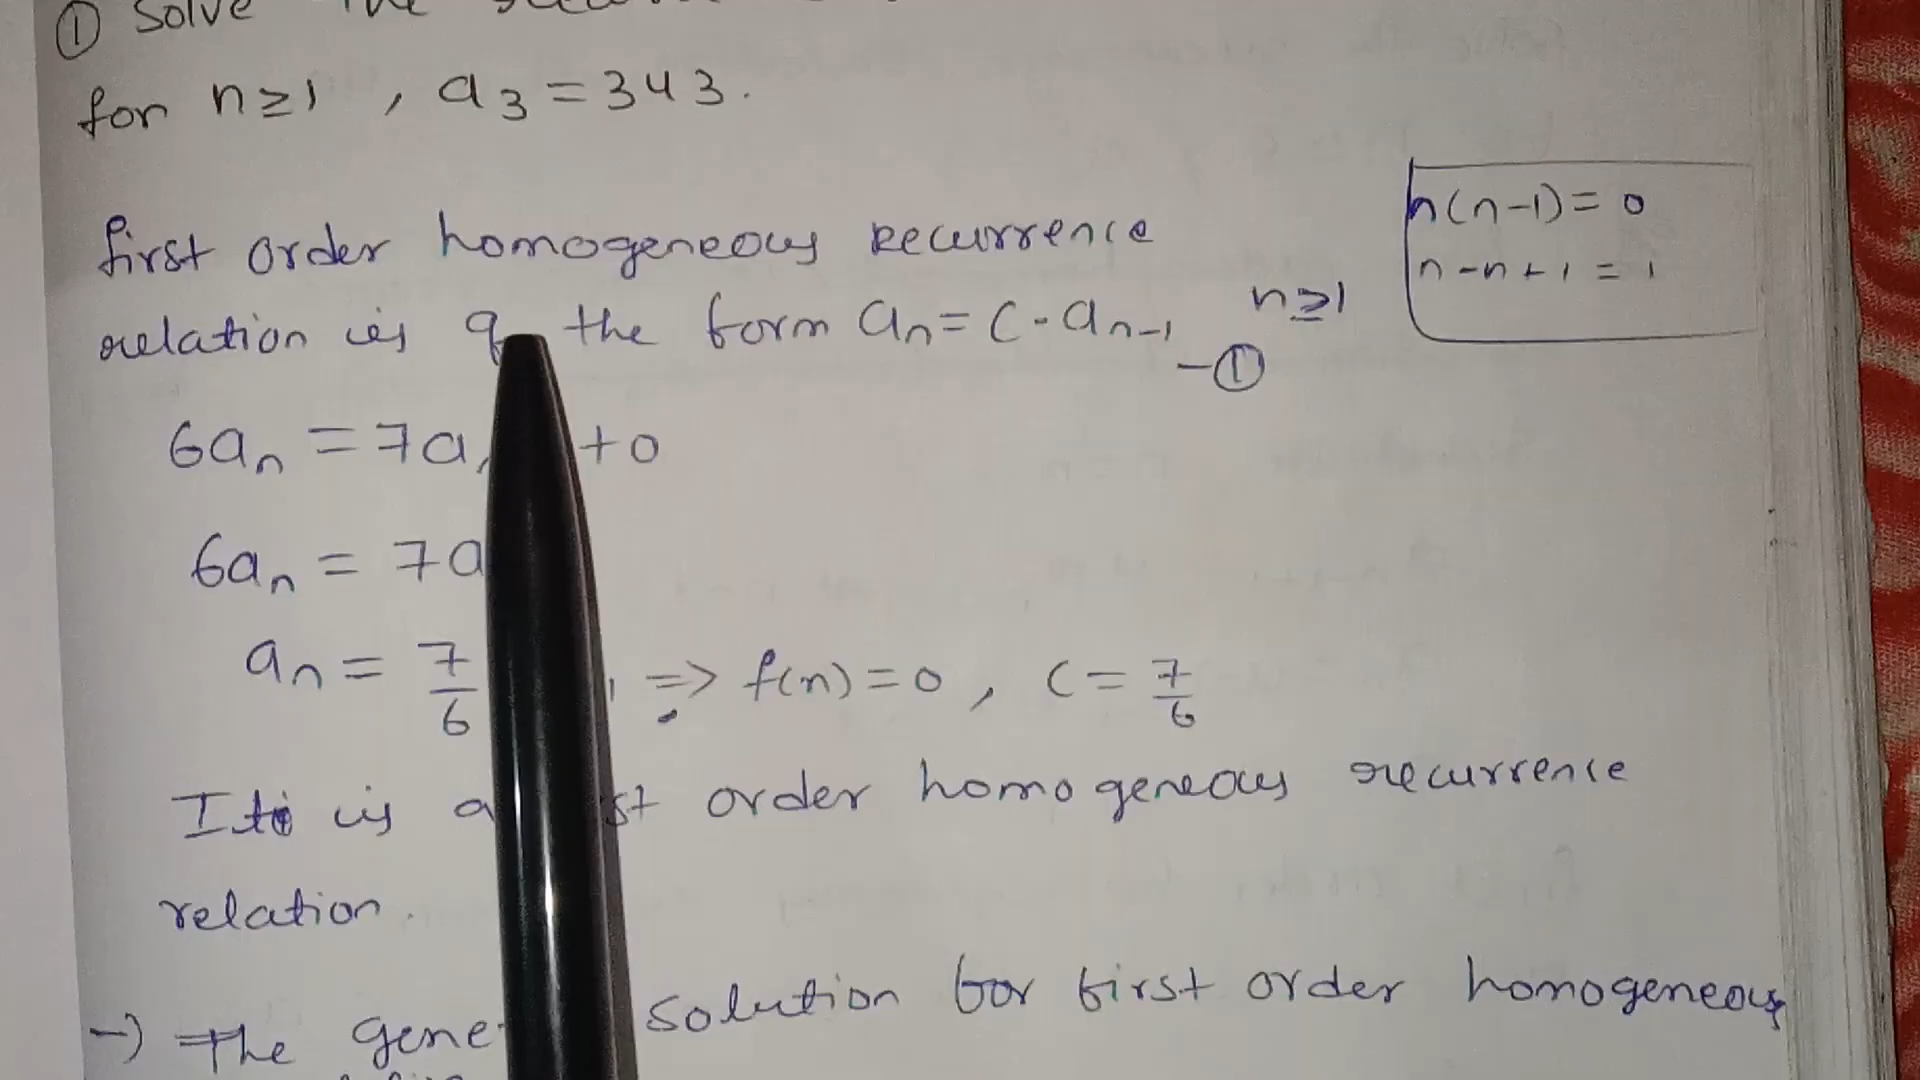 ① Solve the
for n≥1 , a3 = 343.
n(n-1) = 0
n-n+1 = 1
first order homogeneous recurrence
relation is of the form an = C·an-1 n≥1
-①
6an = 7a +0
6an = 7a
an = 7/6 => f(n) = 0 , C = 7/6
It is a st order homogeneous recurrence
relation.
-) The gene solution for first order homogeneous